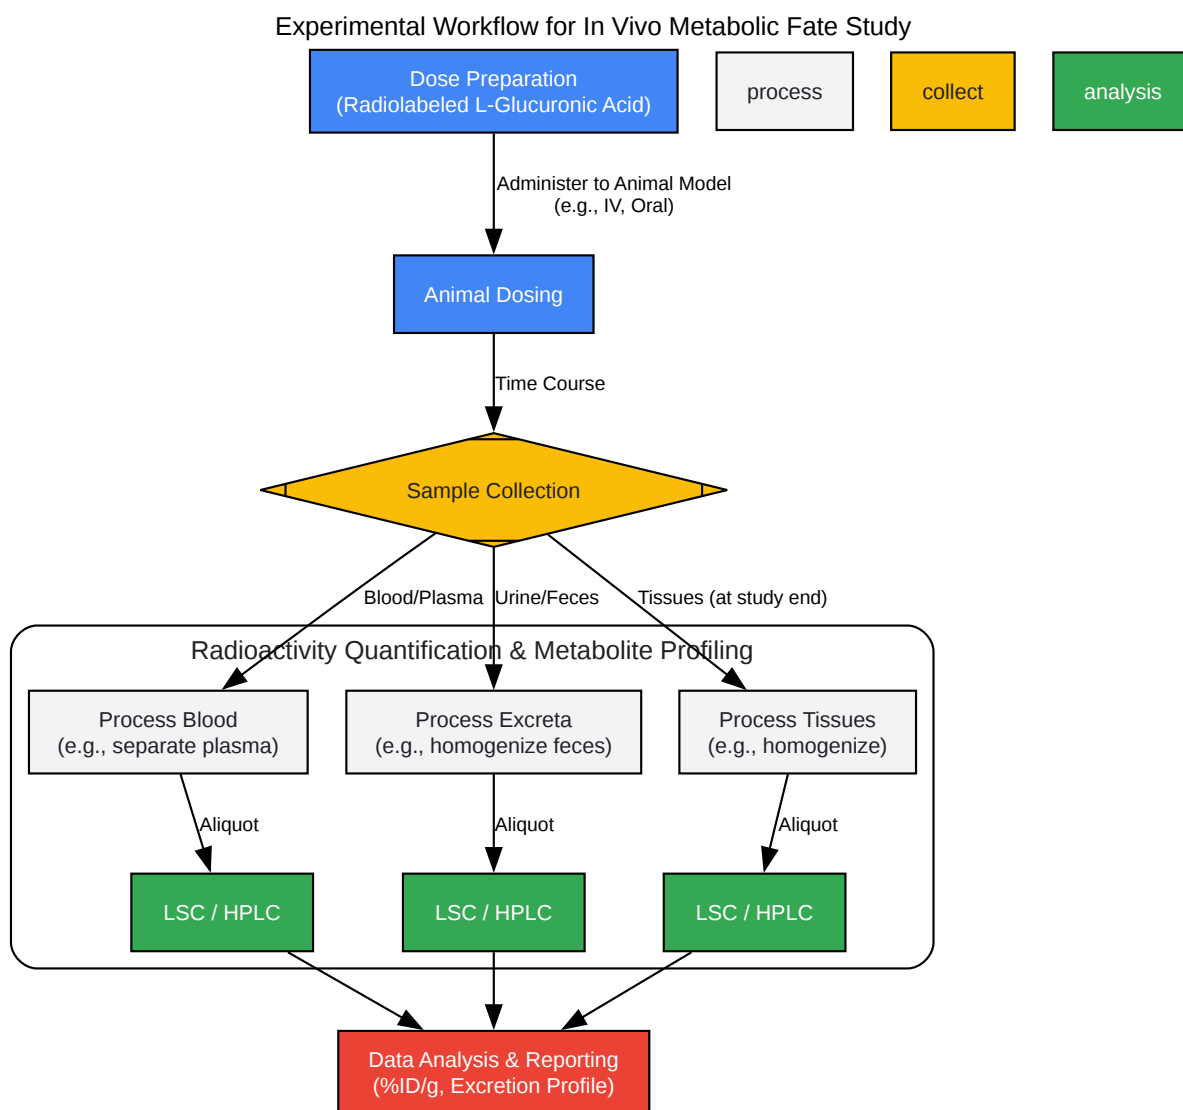 Experimental Workflow for In Vivo Metabolic Fate Study
Dose Preparation
(Radiolabeled L-Glucuronic Acid)
process
collect
analysis
Administer to Animal Model
(e.g., IV, Oral)
Animal Dosing
Time Course
Sample Collection
Blood/Plasma
Urine/Feces
Tissues (at study end)
Radioactivity Quantification & Metabolite Profiling
Process Blood
(e.g., separate plasma)
Process Excreta
(e.g., homogenize feces)
Process Tissues
(e.g., homogenize)
Aliquot
Aliquot
Aliquot
LSC / HPLC
LSC / HPLC
LSC / HPLC
Data Analysis & Reporting
(%ID/g, Excretion Profile)